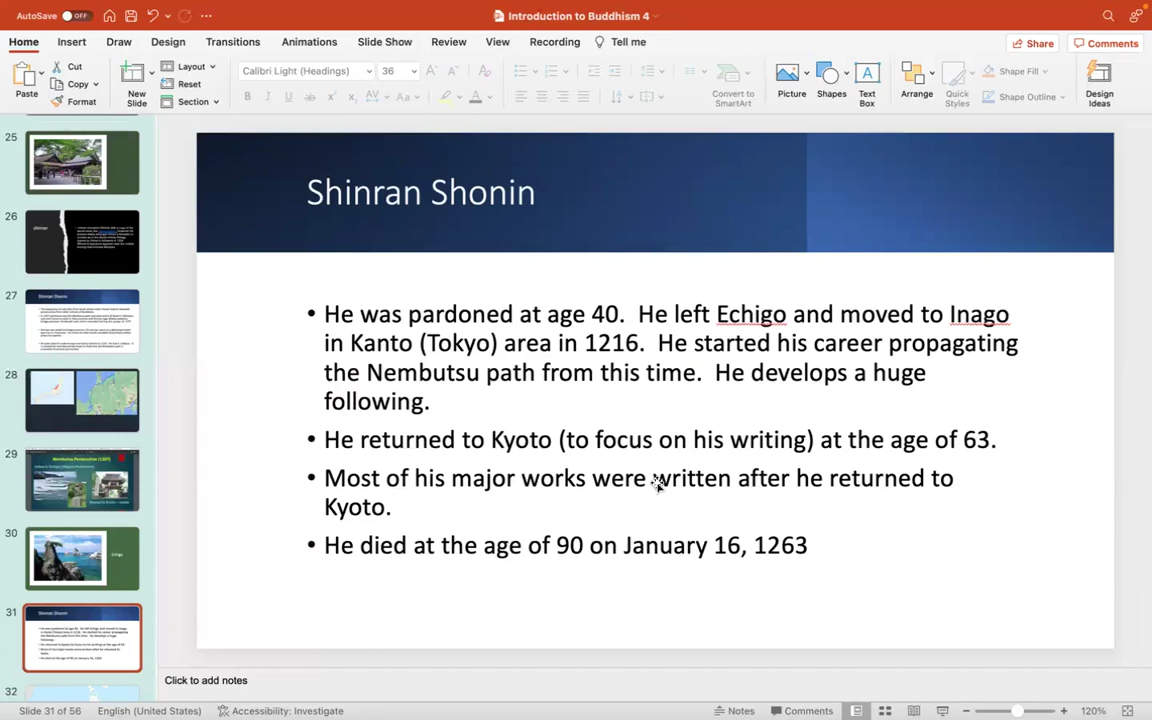 AutoSave OFF
Introduction to Buddhism 4
Home Insert Draw Design Transitions Animations Slide Show Review View Recording Tell me
Share Comments
Paste
Cut
Copy
Format
New Slide
Layout
Reset
Section
Calibri Light (Headings) 36
Convert to SmartArt
Picture
Shapes
Text Box
Arrange
Quick Styles
Shape Fill
Shape Outline
Design Ideas
25
26
27
28
29
30
31
32
Shinran Shonin
• He was pardoned at age 40. He left Echigo and moved to Inago
in Kanto (Tokyo) area in 1216. He started his career propagating
the Nembutsu path from this time. He develops a huge
following.
• He returned to Kyoto (to focus on his writing) at the age of 63.
• Most of his major works were written after he returned to
Kyoto.
• He died at the age of 90 on January 16, 1263
Click to add notes
Slide 31 of 56 English (United States) Accessibility: Investigate
Notes Comments 120%